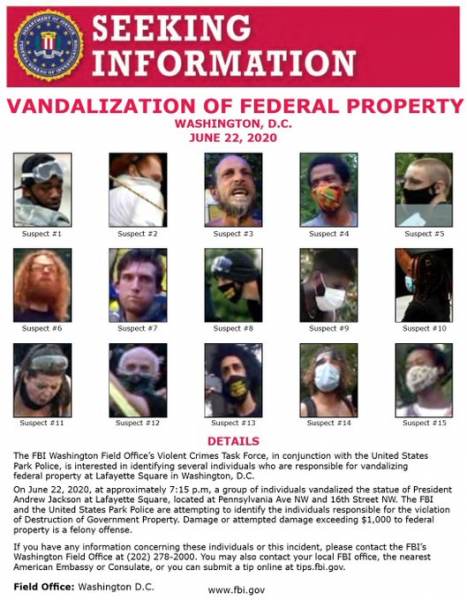 SEEKING
INFORMATION
VANDALIZATION OF FEDERAL PROPERTY
WASHINGTON, D.C.
JUNE 22, 2020
Suspect #1 Suspect #2 Suspect #3 Suspect #4 Suspect #5
Suspect #6 Suspect #7 Suspect #8 Suspect #9 Suspect #10
Suspect #11 Suspect #12 Suspect #13 Suspect #14 Suspect #15
DETAILS
The FBI Washington Field Office's Violent Crimes Task Force, in conjunction with the United States
Park Police, is interested in identifying several individuals who are responsible for vandalizing
federal property at Lafayette Square in Washington, D.C.
On June 22, 2020, at approximately 7:15 p.m, a group of individuals vandalized the statue of President
Andrew Jackson at Lafayette Square, located at Pennsylvania Ave NW and 16th Street NW. The FBI
and the United States Park Police are attempting to identify the individuals responsible for the violation
of Destruction of Government Property. Damage or attempted damage exceeding $1,000 to federal
property is a felony offense.
If you have any information concerning these individuals or this incident, please contact the FBI's
Washington Field Office at (202) 278-2000. You may also contact your local FBI office, the nearest
American Embassy or Consulate, or you can submit a tip online at tips.fbi.gov.
Field Office: Washington D.C.
www.fbi.gov